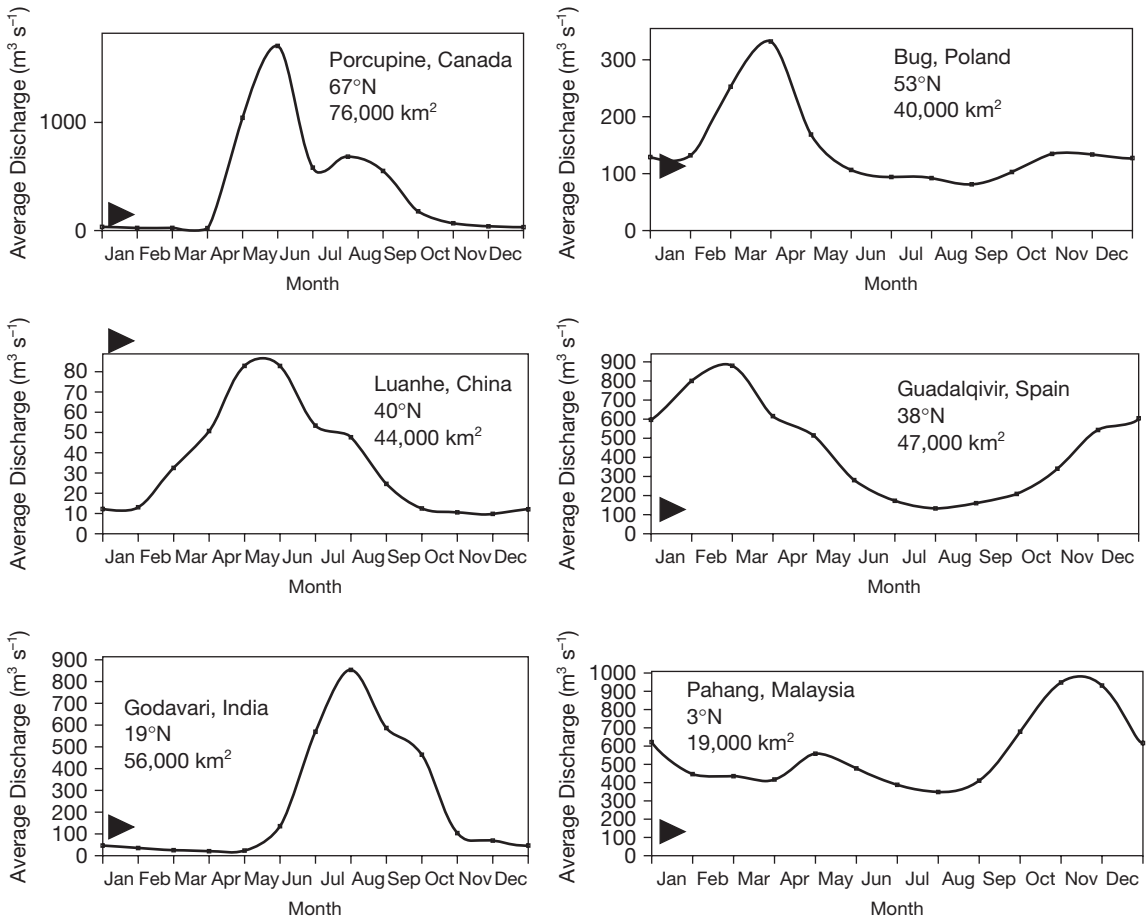 Average Discharge (m³ s⁻¹)
1000
0
Porcupine, Canada
67°N
76,000 km²
Jan Feb Mar Apr May Jun Jul Aug Sep Oct Nov Dec
Month
Average Discharge (m³ s⁻¹)
300
200
100
0
Bug, Poland
53°N
40,000 km²
Jan Feb Mar Apr May Jun Jul Aug Sep Oct Nov Dec
Month
Average Discharge (m³ s⁻¹)
80
70
60
50
40
30
20
10
0
Luanhe, China
40°N
44,000 km²
Jan Feb Mar Apr May Jun Jul Aug Sep Oct Nov Dec
Month
Average Discharge (m³ s⁻¹)
900
800
700
600
500
400
300
200
100
0
Guadalqivir, Spain
38°N
47,000 km²
Jan Feb Mar Apr May Jun Jul Aug Sep Oct Nov Dec
Month
Average Discharge (m³ s⁻¹)
900
800
700
600
500
400
300
200
100
0
Godavari, India
19°N
56,000 km²
Jan Feb Mar Apr May Jun Jul Aug Sep Oct Nov Dec
Month
Average Discharge (m³ s⁻¹)
1000
900
800
700
600
500
400
300
200
100
0
Pahang, Malaysia
3°N
19,000 km²
Jan Feb Mar Apr May Jun Jul Aug Sep Oct Nov Dec
Month